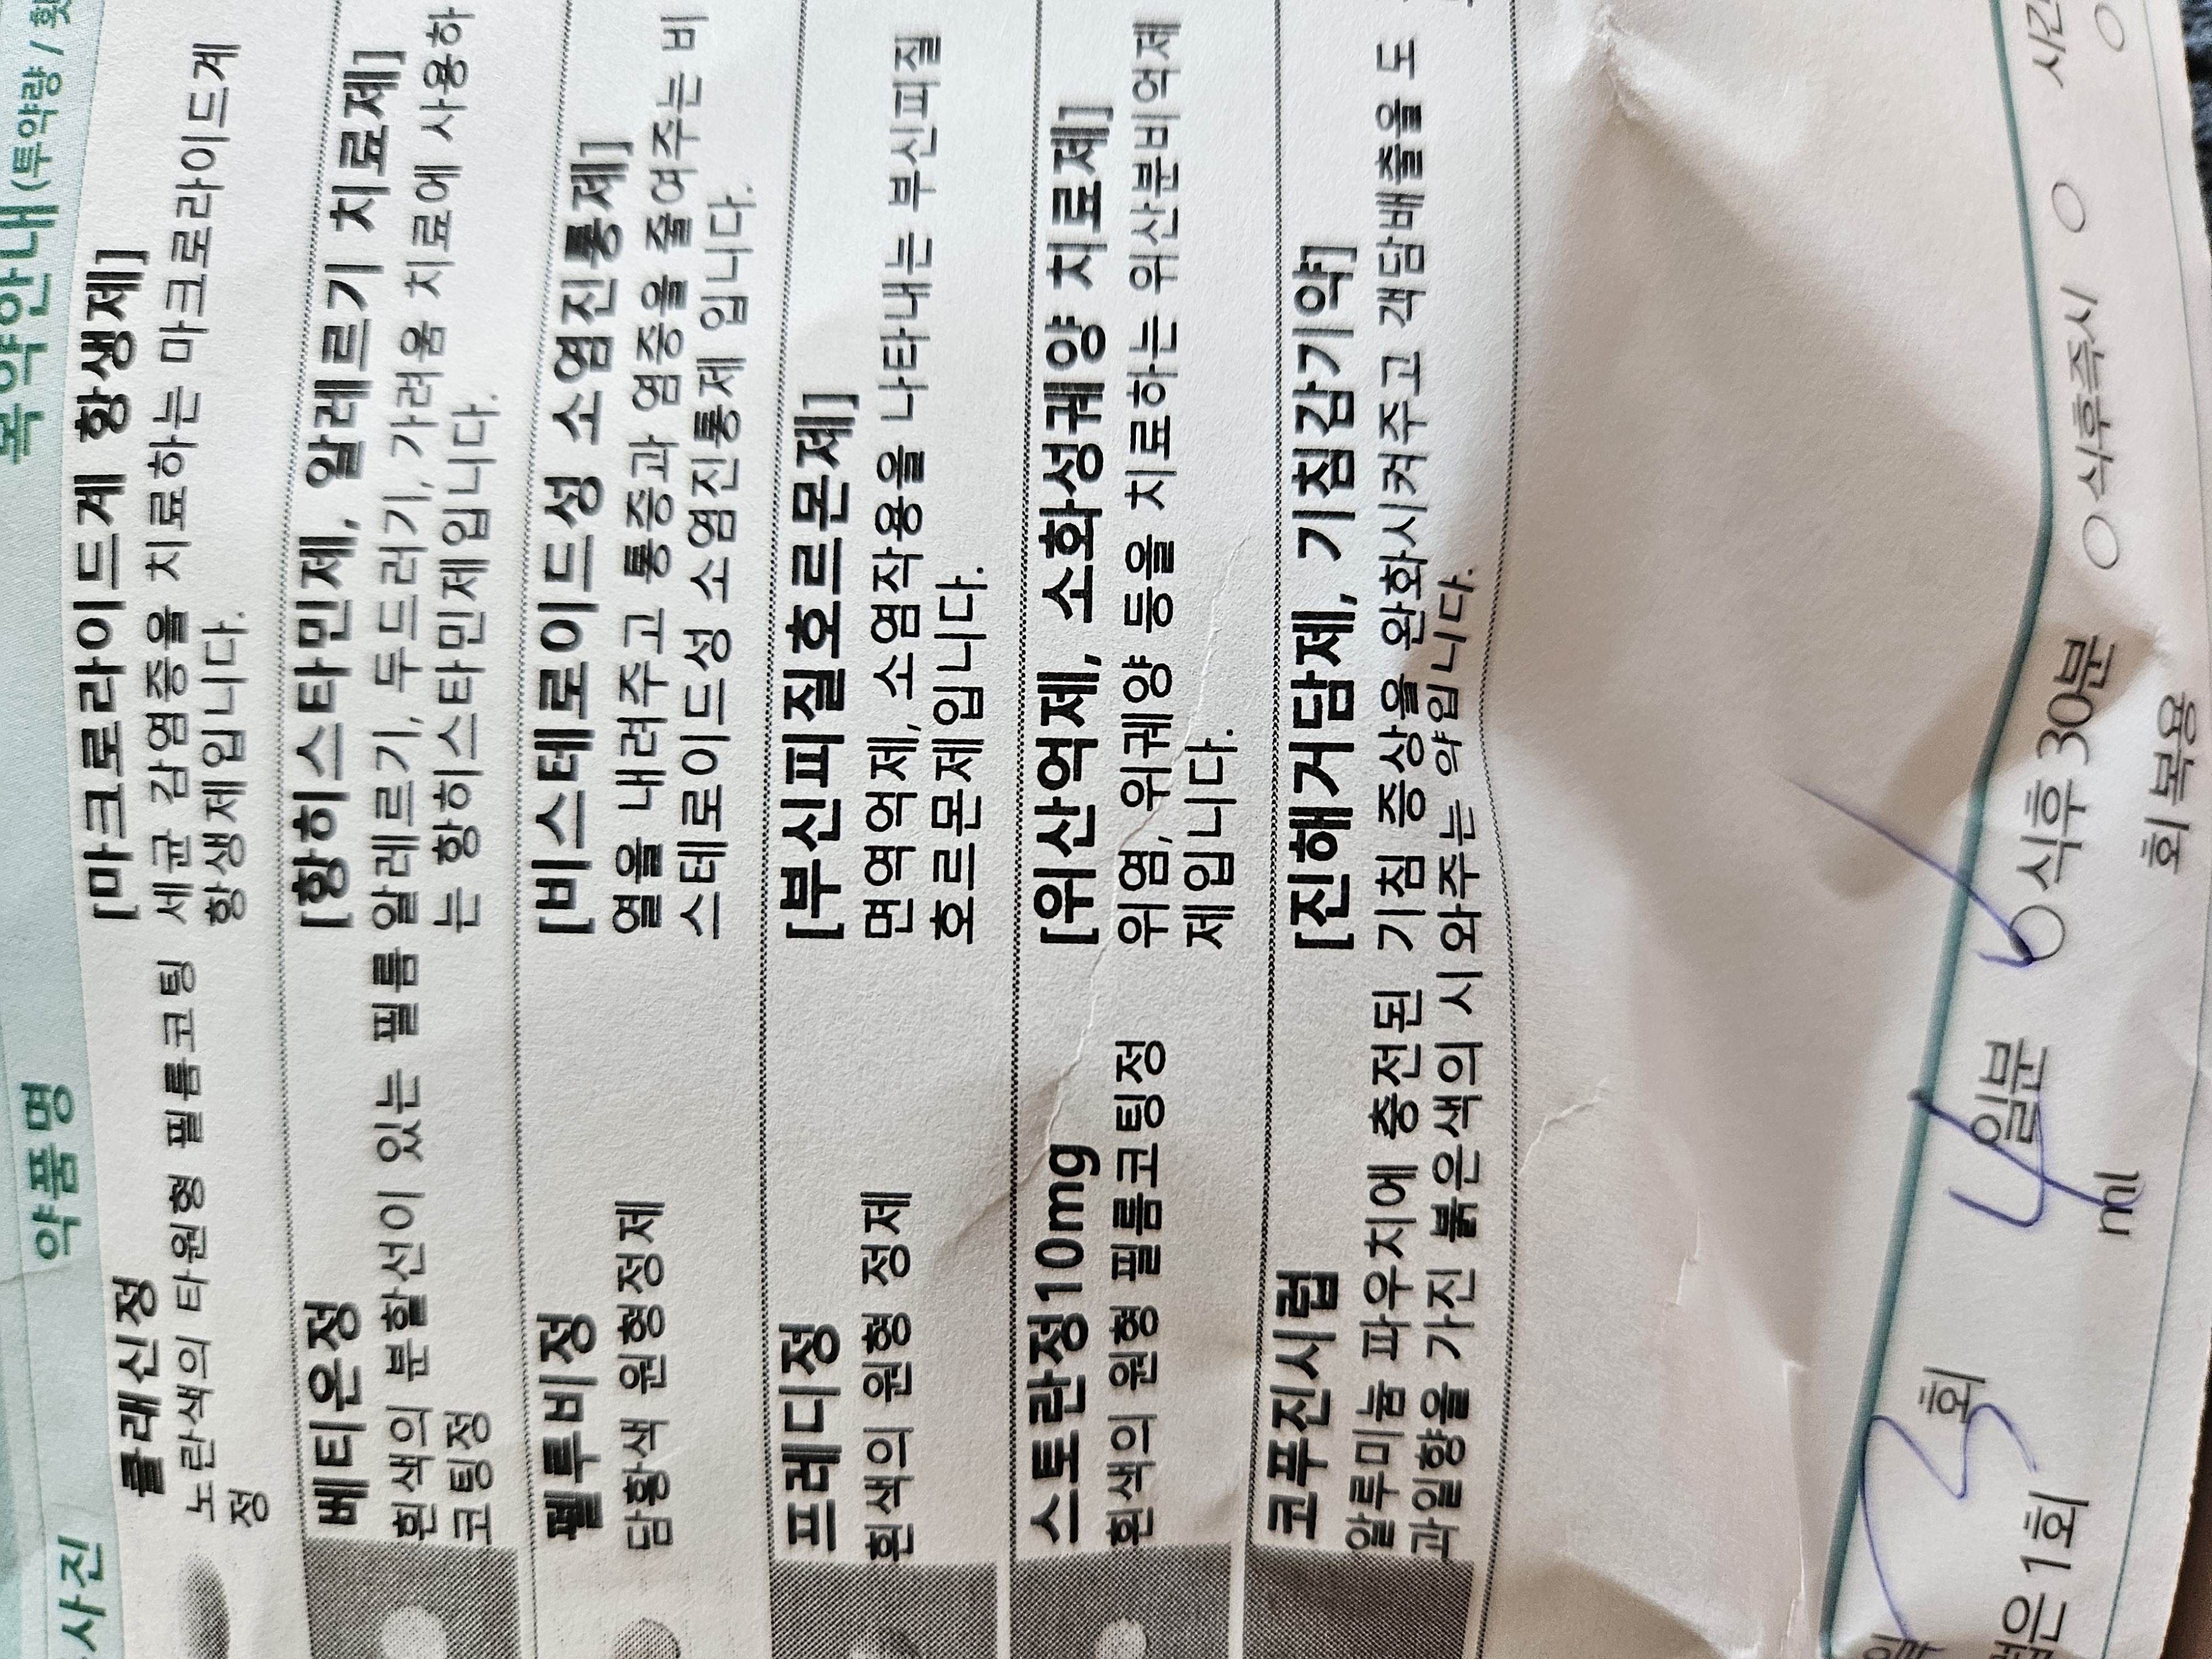 사진 약품명 복약안내 (투약량 /
클래신정
노란색의 타원형 필름코팅
정
[마크로라이드계 항생제]
세균 감염증을 치료하는 마크로라이드계
항생제입니다.
베티온정
흰색의 분할선이 있는 필름
코팅정
[항히스타민제, 알레르기 치료제]
알레르기, 두드러기, 가려움 치료에 사용하
는 항히스타민제입니다.
펠루비정
담황색 원형정제
[비스테로이드성 소염진통제]
열을 내려주고 통증과 염증을 줄여주는 비
스테로이드성 소염진통제 입니다.
프레디정
흰색의 원형 정제
[부신피질호르몬제]
면역억제, 소염작용을 나타내는 부신피질
호르몬제입니다.
스토란정10mg
흰색의 원형 필름코팅정
[위산억제, 소화성궤양 치료제]
위염, 위궤양 등을 치료하는 위산분비억제
제입니다.
코푸진시럽
알루미눔 파우치에 충전된
과일향을 가진 붉은색의 시
[진해거담제, 기침감기약]
기침 증상을 완화시켜주고 객담배출을 도
와주는 약입니다.
3 회 4 일분 식후 30분 식후즉시 시간
은 1회 ml 회 복용